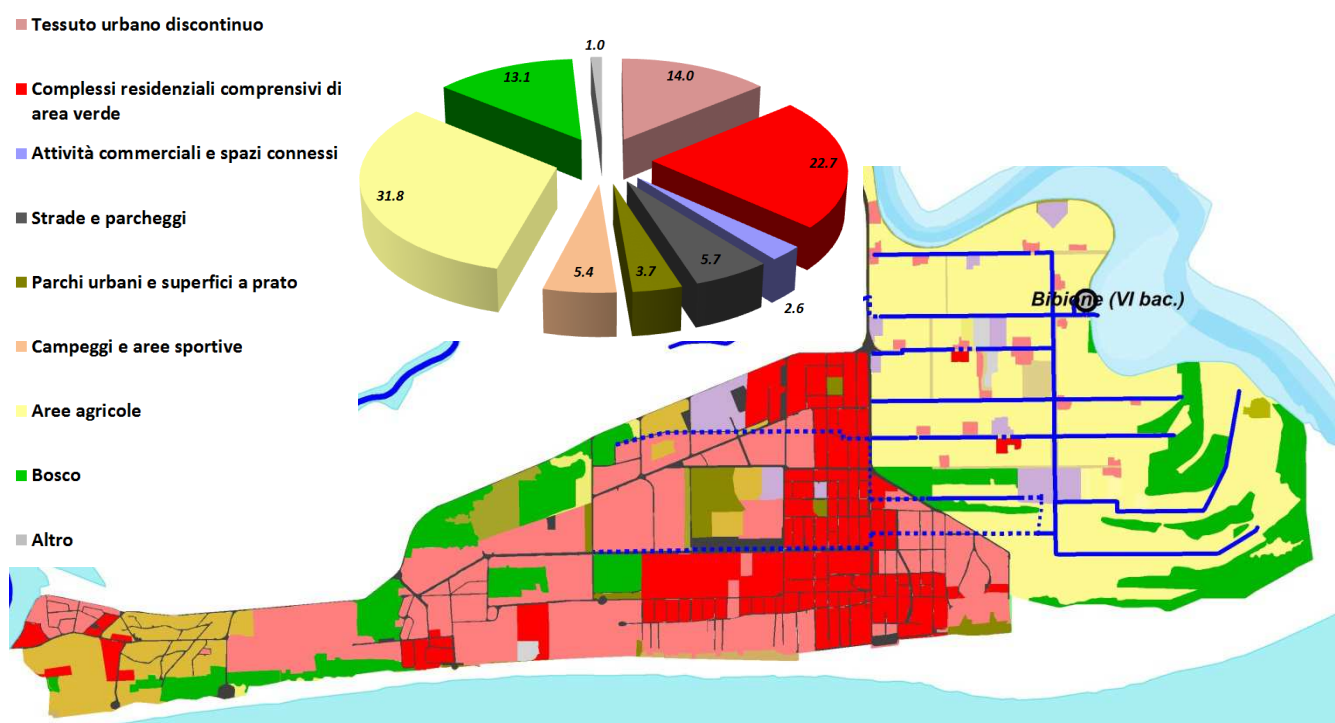 Tessuto urbano discontinuo
Complessi residenziali comprensivi di
area verde
Attività commerciali e spazi connessi
Strade e parcheggi
Parchi urbani e superfici a prato
Campeggi e aree sportive
Aree agricole
Bosco
Altro
1.0
14.0
22.7
2.6
5.7
3.7
5.4
31.8
13.1
Bibione (VI bac.)